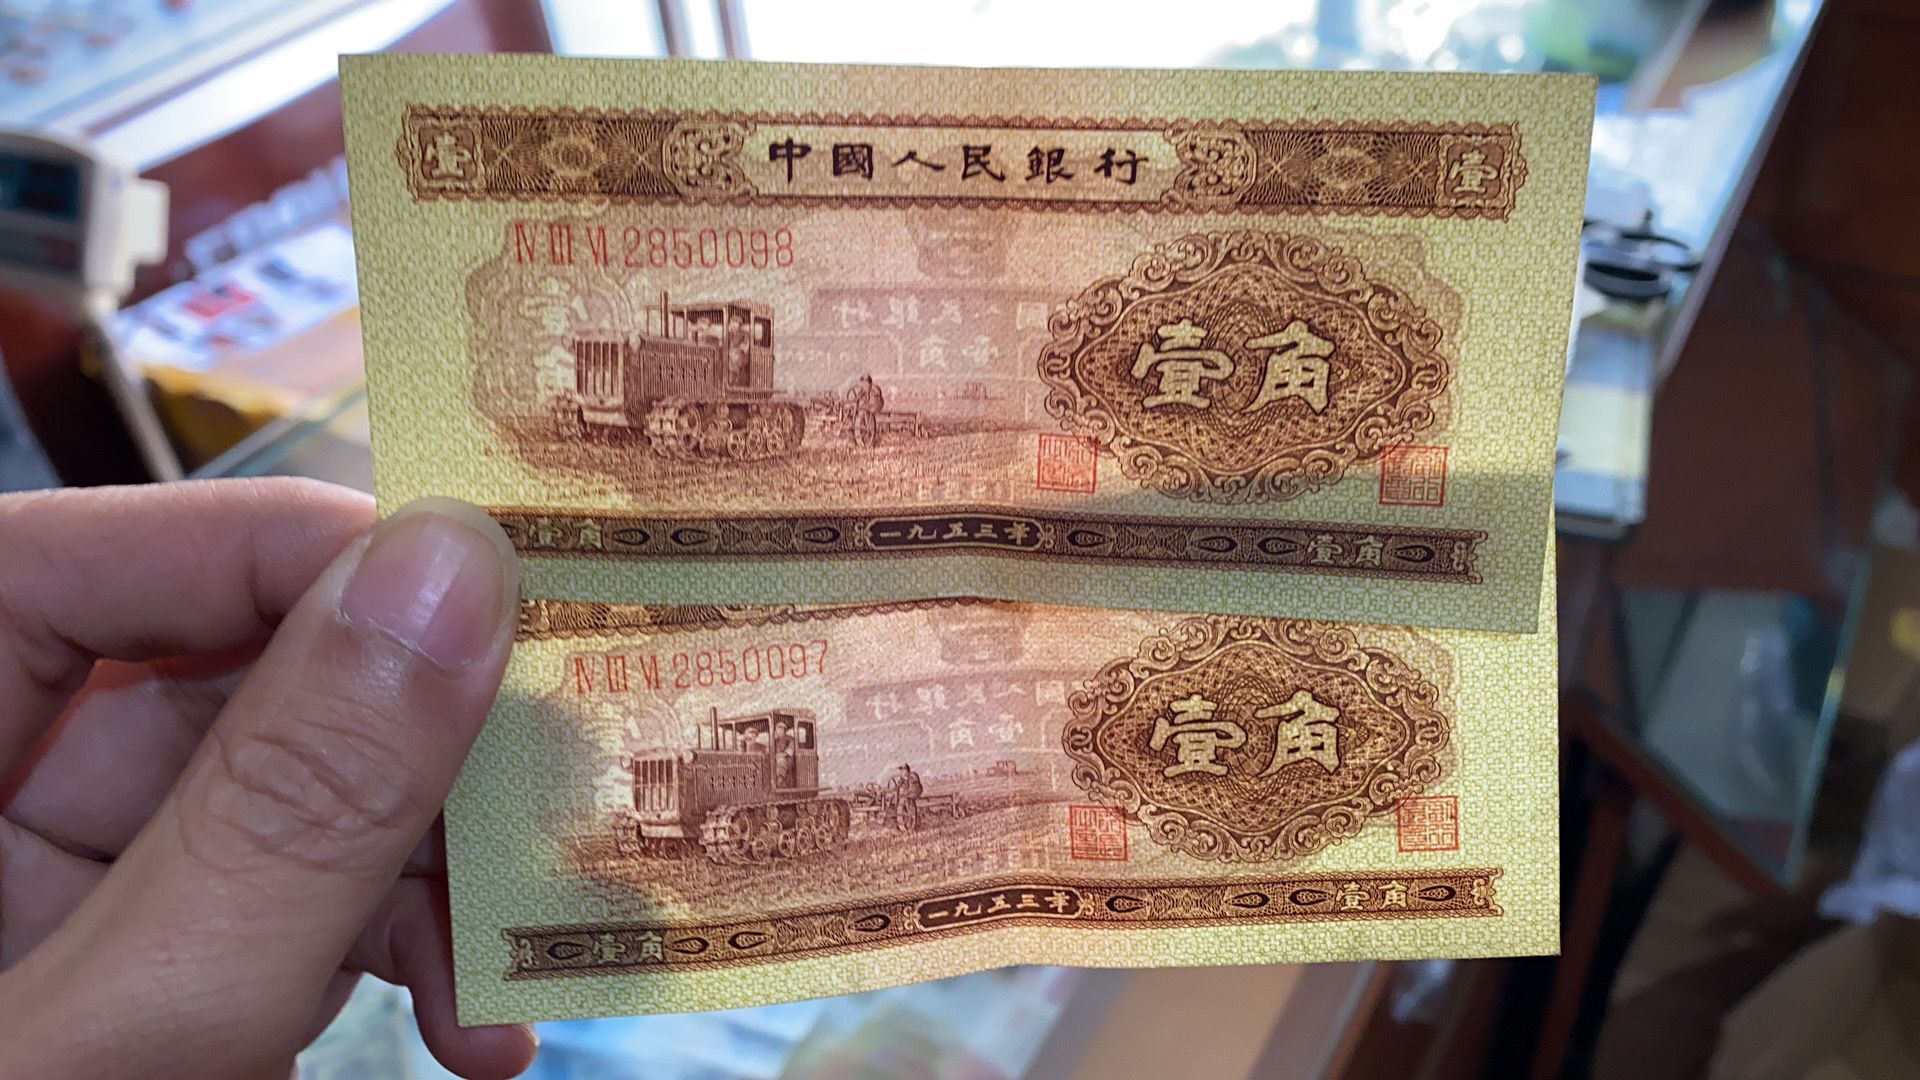 壹 中國人民銀行 壹
IV III VI 2850098
壹角
壹角 一九五三年 壹角
IV III VI 2850097
壹角
壹角 一九五三年 壹角